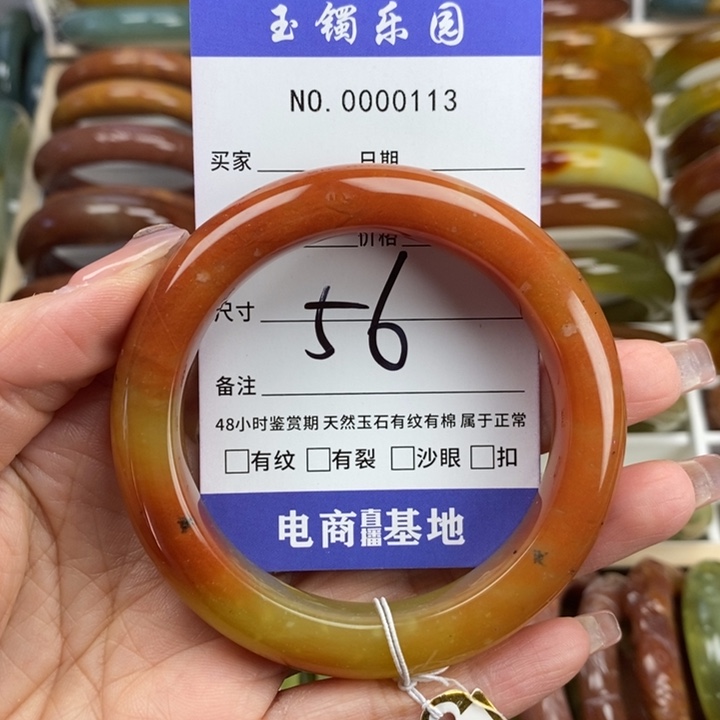 玉镯乐园
NO. 0000113
买家 日期
价格
尺寸 56
备注
48小时鉴赏期 天然玉石有纹有棉 属于正常
□有纹 □有裂 □沙眼 □扣
电商直播基地